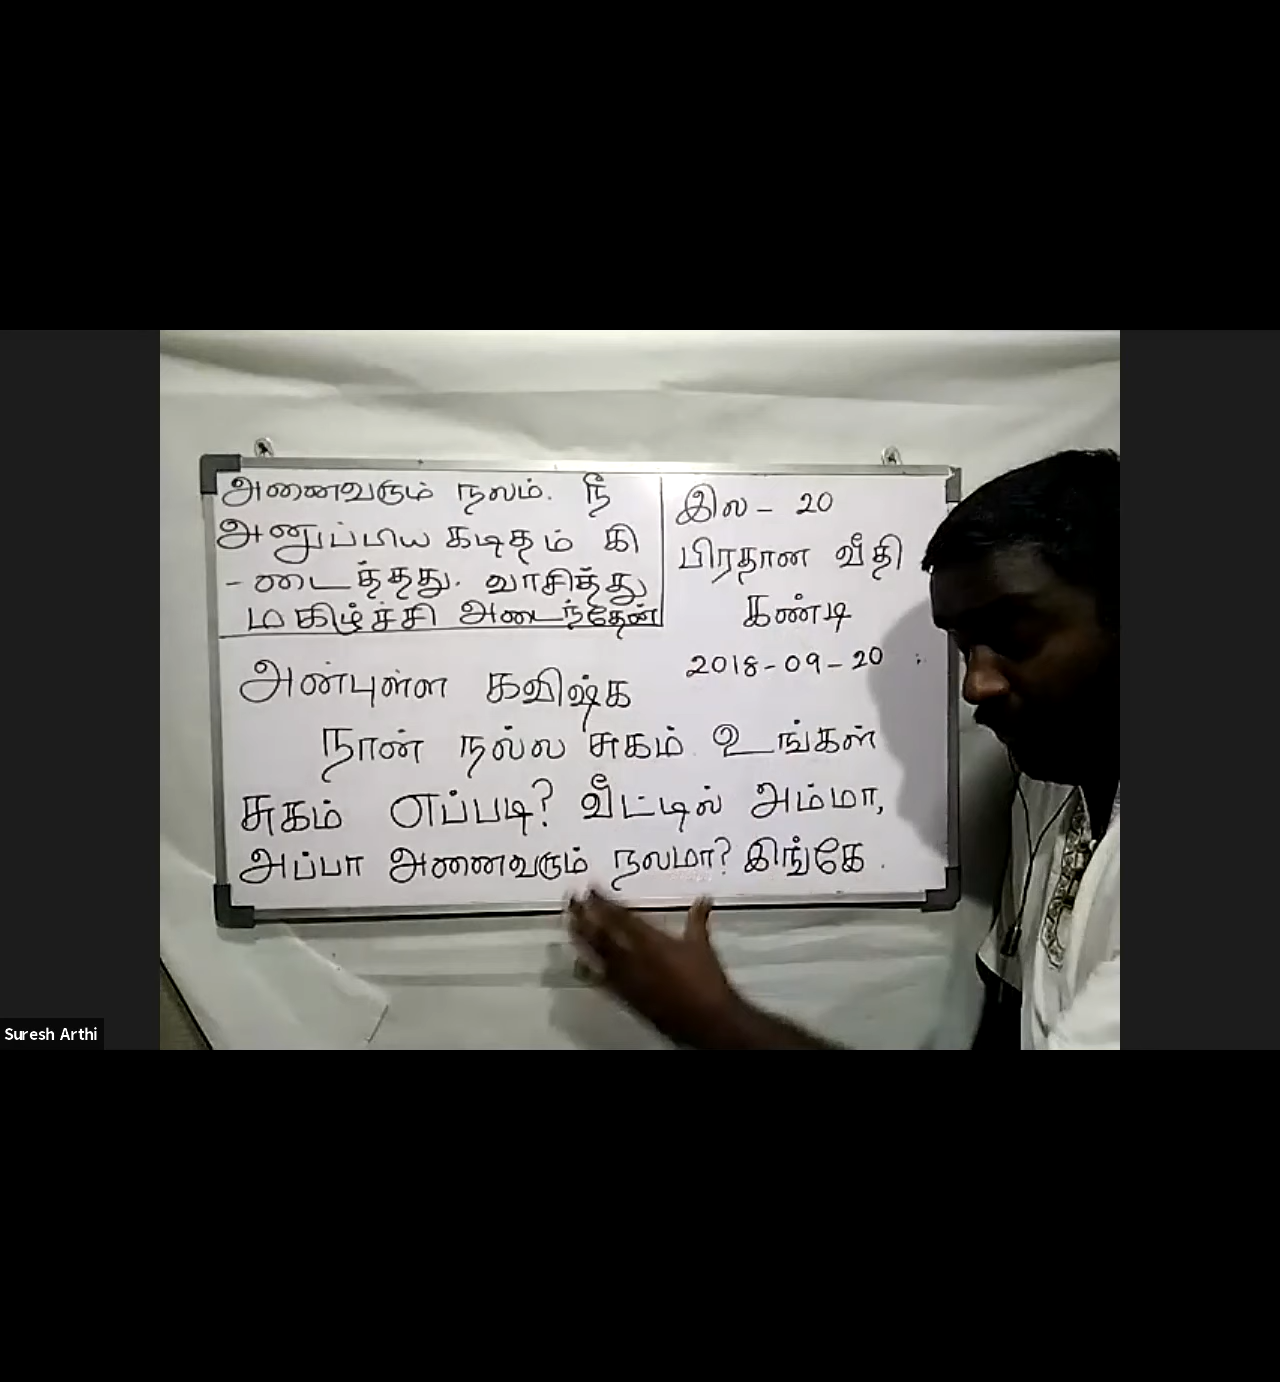 அனைவரும் நலம். நீ
அனுப்பிய கடிதம் கி
- டைத்தது. வாசித்து
மகிழ்ச்சி அடைந்தேன்
இல - 20
பிரதான வீதி
கண்டி
2018-09-20
அன்புள்ள கவிஷ்க
நான் நல்ல சுகம். உங்கள்
சுகம் எப்படி? வீட்டில் அம்மா,
அப்பா அனைவரும் நலமா? இங்கே
Suresh Arthi